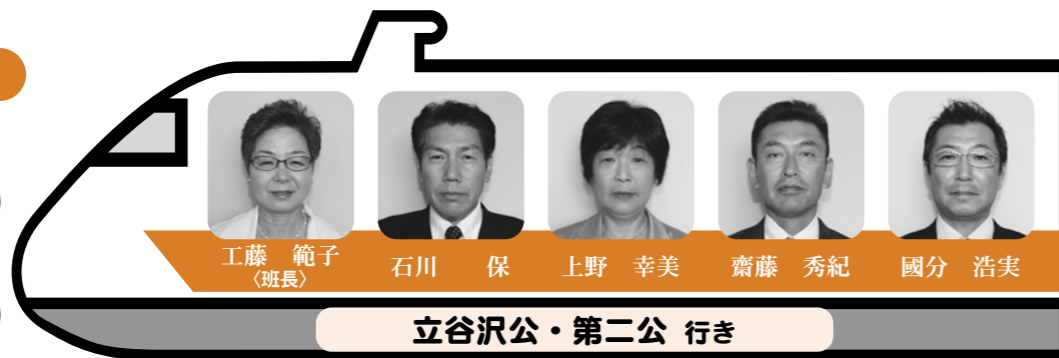 工藤　範子
〈班長〉
石川　　保
上野　幸美
齋藤　秀紀
國分　浩実
立谷沢公・第二公 行き